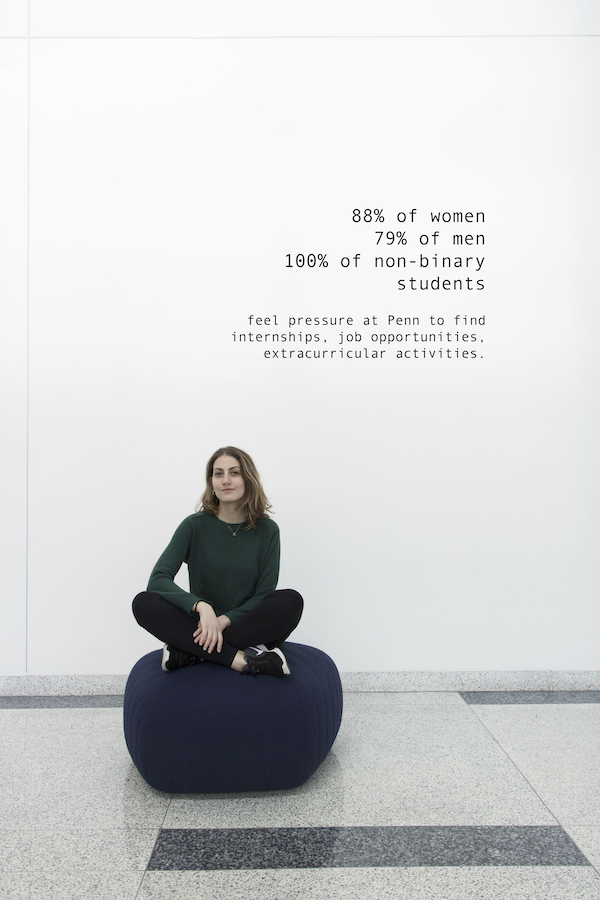 88% of women
79% of men
100% of non-binary
students
feel pressure at Penn to find
internships, job opportunities,
extracurricular activities.